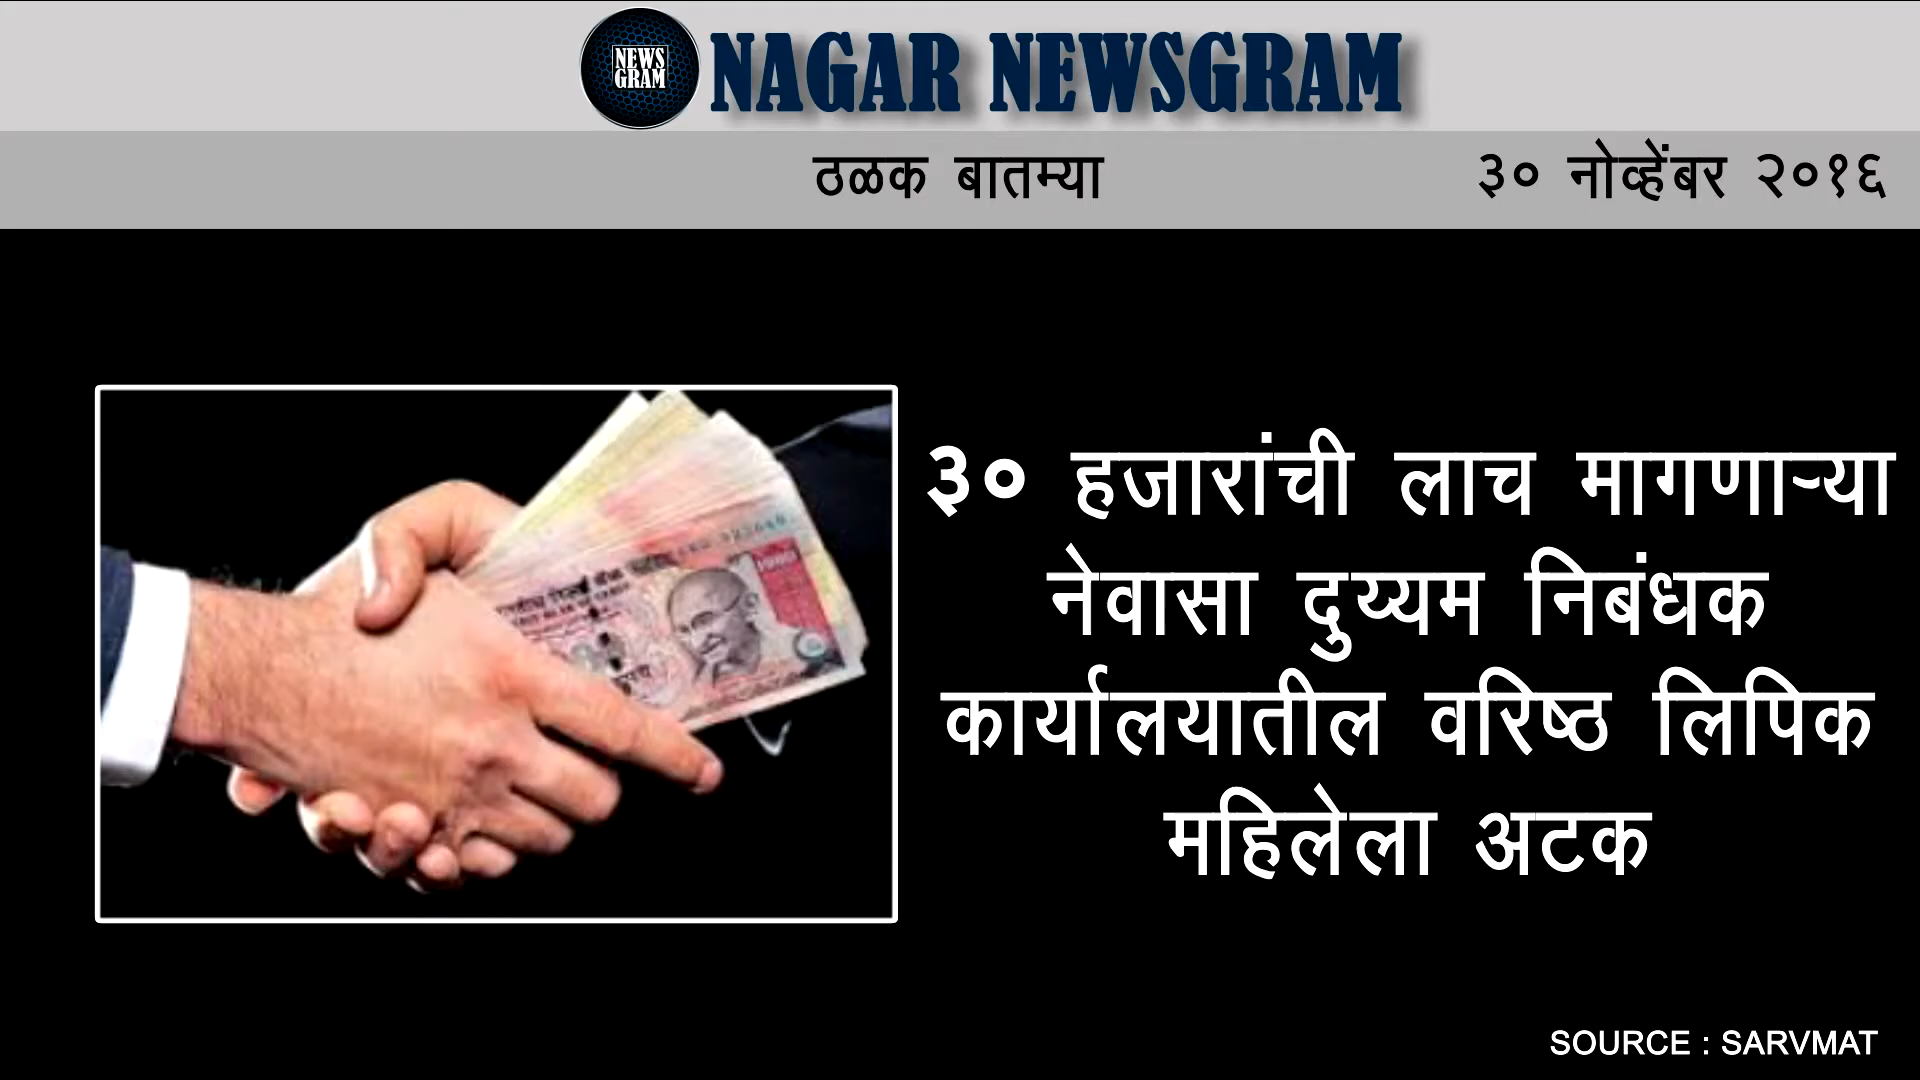 NEWS
GRAM
NAGAR NEWSGRAM
ठळक बातम्या
३० नोव्हेंबर २०१६
३० हजारांची लाच मागणाऱ्या
नेवासा दुय्यम निबंधक
कार्यालयातील वरिष्ठ लिपिक
महिलेला अटक
SOURCE : SARVMAT